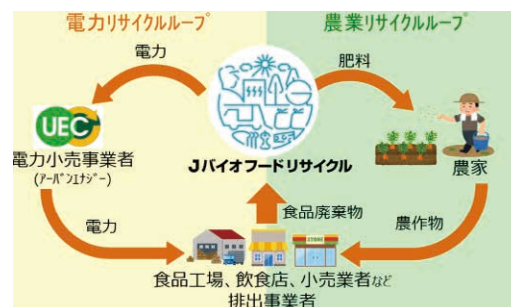 電力リサイクルループ
農業リサイクルループ
電力
肥料
UEC
Jバイオフードリサイクル
電力小売事業者
(アーバンエナジー)
農家
食品廃棄物
電力
農作物
STORE
食品工場、飲食店、小売業者など
排出事業者